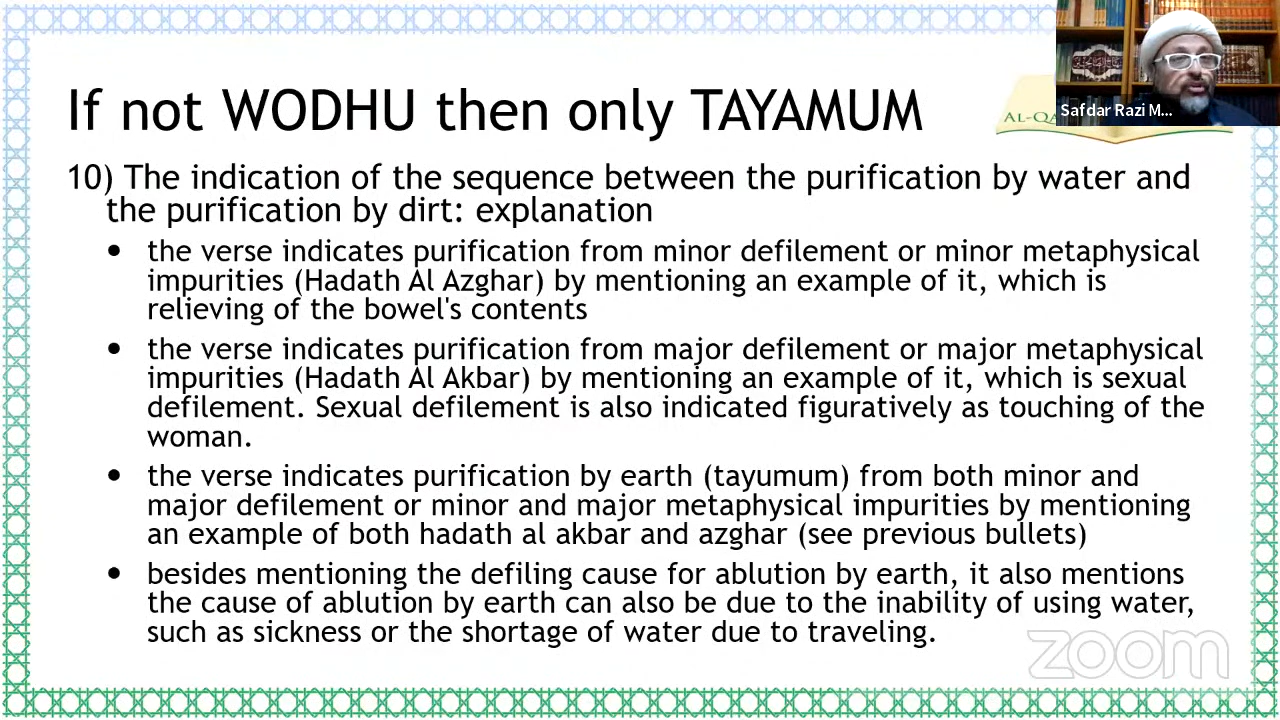 If not WODHU then only TAYAMUM
Safdar Razi M...
AL-QA
10) The indication of the sequence between the purification by water and
the purification by dirt: explanation
• the verse indicates purification from minor defilement or minor metaphysical
impurities (Hadath Al Azghar) by mentioning an example of it, which is
relieving of the bowel's contents
• the verse indicates purification from major defilement or major metaphysical
impurities (Hadath Al Akbar) by mentioning an example of it, which is sexual
defilement. Sexual defilement is also indicated figuratively as touching of the
woman.
• the verse indicates purification by earth (tayumum) from both minor and
major defilement or minor and major metaphysical impurities by mentioning
an example of both hadath al akbar and azghar (see previous bullets)
• besides mentioning the defiling cause for ablution by earth, it also mentions
the cause of ablution by earth can also be due to the inability of using water,
such as sickness or the shortage of water due to traveling.
zoom